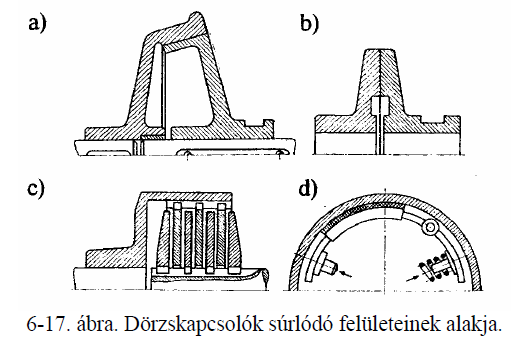 a)
b)
c)
d)
6-17. ábra. Dörzskapcsolók súrlódó felületeinek alakja.